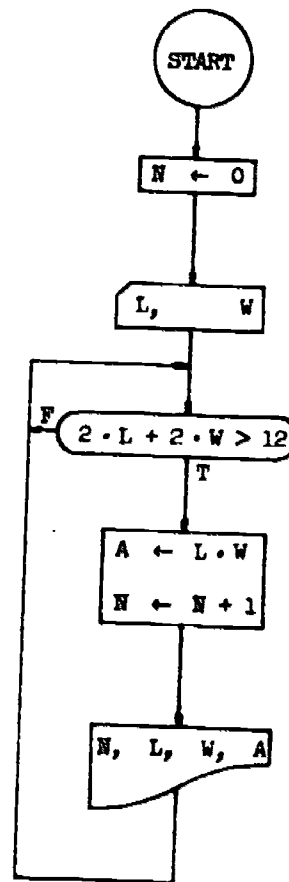 START
N ← 0
L, W
F
2 · L + 2 · W > 12
T
A ← L · W
N ← N + 1
N, L, W, A